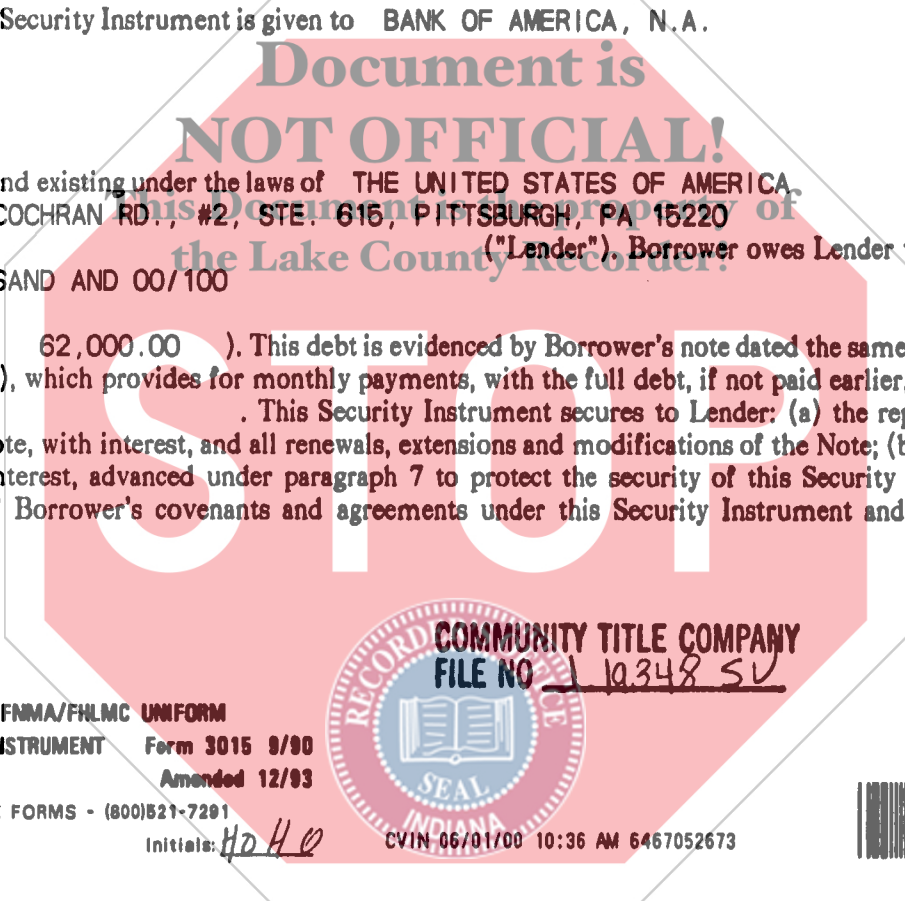 Security Instrument is given to BANK OF AMERICA, N.A.
Document is
NOT OFFICIAL!
nd existing under the laws of THE UNITED STATES OF AMERICA
This Document is the property of
COCHRAN RD., #2, STE. 615, PITTSBURGH, PA 15220
the Lake County Recorder!
("Lender"). Borrower owes Lender
SAND AND 00/100
STOP
62,000.00 ). This debt is evidenced by Borrower's note dated the same
), which provides for monthly payments, with the full debt, if not paid earlier,
. This Security Instrument secures to Lender: (a) the rep
te, with interest, and all renewals, extensions and modifications of the Note; (b
nterest, advanced under paragraph 7 to protect the security of this Security
Borrower's covenants and agreements under this Security Instrument and
COMMUNITY TITLE COMPANY
FILE NO
RECORDER'S OFFICE
SEAL
INDIANA
FNMA/FHLMC UNIFORM
STRUMENT Form 3015 9/90
Amended 12/93
FORMS - (800)521-7291
Initials: HD HD
CVIN 06/01/00 10:36 AM 6467052673